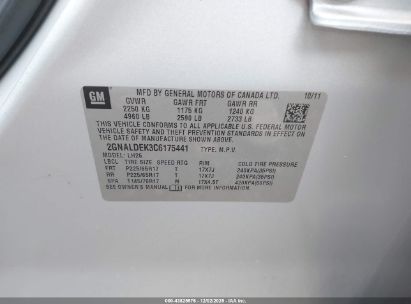 MFD BY GENERAL MOTORS OF CANADA LTD. 10/11
GM
GVWR GAWR FRT GAWR RR
2250 KG 1175 KG 1240 KG
4960 LB 2590 LB 2733 LB
THIS VEHICLE CONFORMS TO ALL APPLICABLE U.S. FEDERAL MOTOR
VEHICLE SAFETY, BUMPER, AND THEFT PREVENTION STANDARDS IN EFFECT ON THE
DATE OF MANUFACTURE SHOWN ABOVE.
2GNALDEK3C6175441 TYPE: M.P.V.
MODEL: LH26
LBCL TIRE SIZE SPEED RTG RIM COLD TIRE PRESSURE
FRT P225/65R17 T 17X7J 240KPA(35PSI)
RR P225/65R17 T 17X7J 240KPA(35PSI)
SPA T145/70R17 M 17X4.5T 420KPA(60PSI)
SEE OWNER'S MANUAL FOR ADDITIONAL INFORMATION